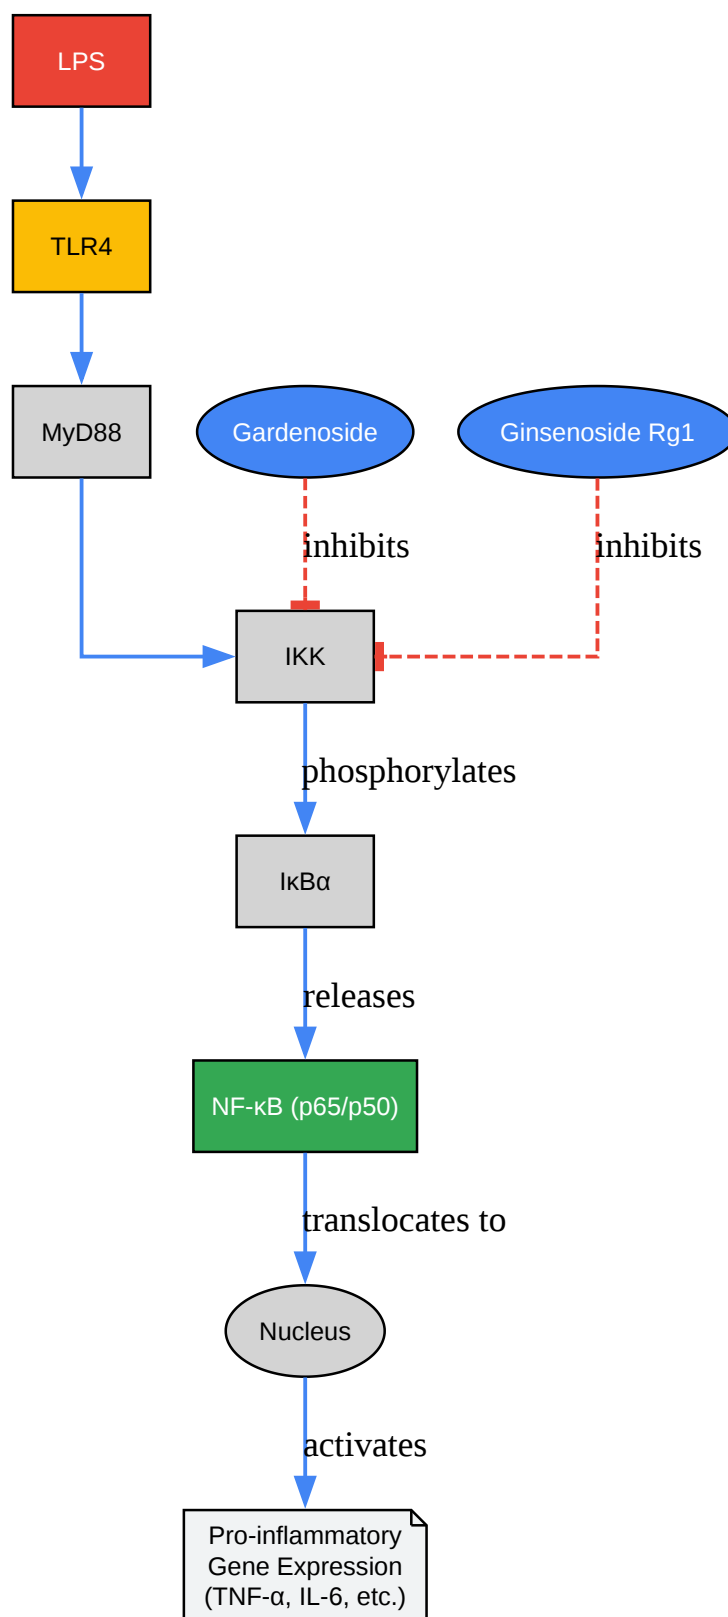 LPS
TLR4
MyD88
Gardenoside
Ginsenoside Rg1
inhibits
inhibits
IKK
phosphorylates
IκBα
releases
NF-κB (p65/p50)
translocates to
Nucleus
activates
Pro-inflammatory
Gene Expression
(TNF-α, IL-6, etc.)